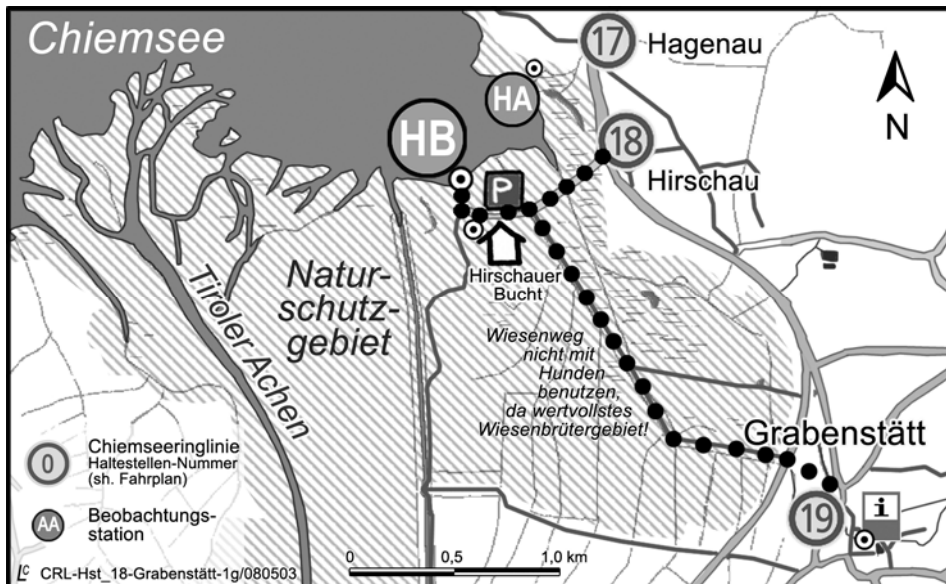 Chiemsee
17
Hagenau
HA
N
HB
18
Hirschau
P
Hirschauer
Bucht
Natur-
schutz-
gebiet
Tiroler Achen
Wiesenweg
nicht mit
Hunden
benutzen,
da wertvollstes
Wiesenbrütergebiet!
Grabenstätt
0
Chiemseeringlinie
Haltestellen-Nummer
(sh. Fahrplan)
AA
Beobachtungs-
station
19
i
0 0,5 1,0 km
Lc CRL-Hst_18-Grabenstätt-1g/080503